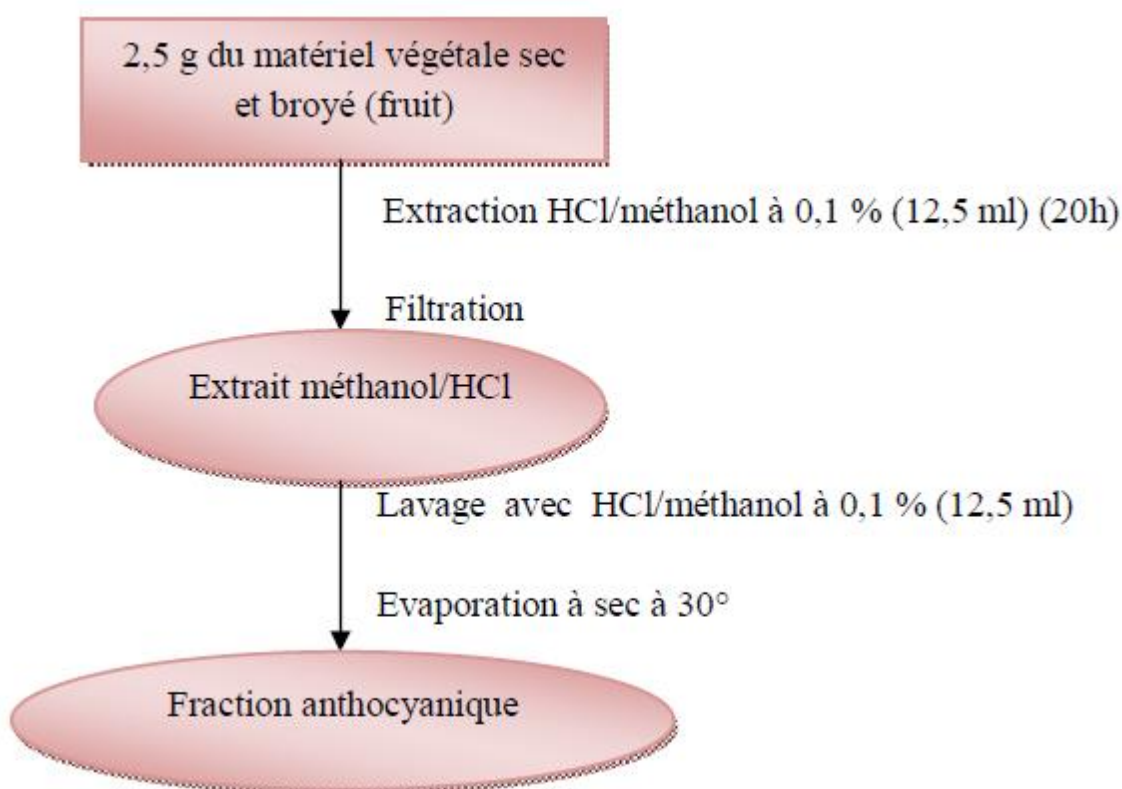 2,5 g du matériel végétale sec
et broyé (fruit)
Extraction HCl/méthanol à 0,1 % (12,5 ml) (20h)
Filtration
Extrait méthanol/HCl
Lavage avec HCl/méthanol à 0,1 % (12,5 ml)
Evaporation à sec à 30°
Fraction anthocyanique